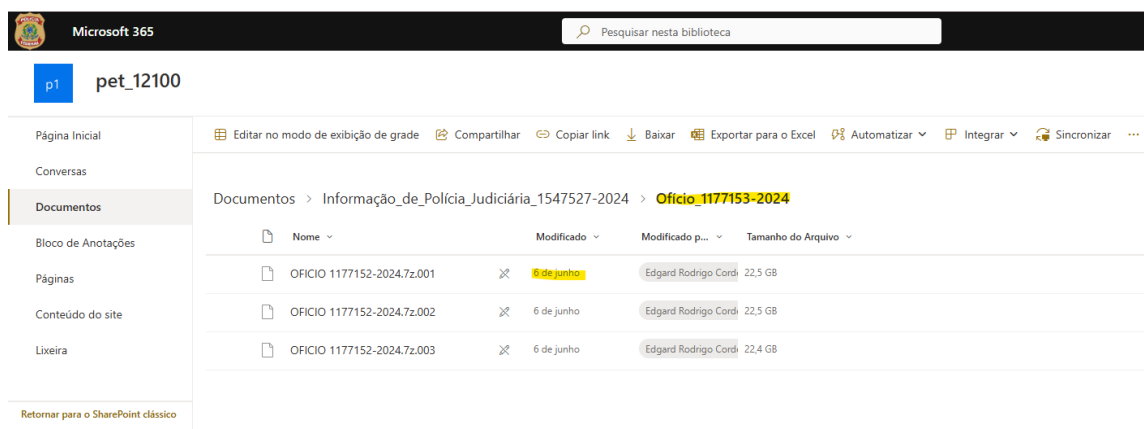 Microsoft 365
Pesquisar nesta biblioteca
p1
pet_12100
Página Inicial
Conversas
Documentos
Bloco de Anotações
Páginas
Conteúdo do site
Lixeira
Retornar para o SharePoint clássico
Editar no modo de exibição de grade Compartilhar Copiar link Baixar Exportar para o Excel Automatizar Integrar Sincronizar ...
Documentos > Informação_de_Polícia_Judiciária_1547527-2024 > Ofício_1177153-2024
Nome Modificado Modificado p... Tamanho do Arquivo
OFICIO 1177152-2024.7z.001 6 de junho Edgard Rodrigo Cord 22,5 GB
OFICIO 1177152-2024.7z.002 6 de junho Edgard Rodrigo Cord 22,5 GB
OFICIO 1177152-2024.7z.003 6 de junho Edgard Rodrigo Cord 22,4 GB